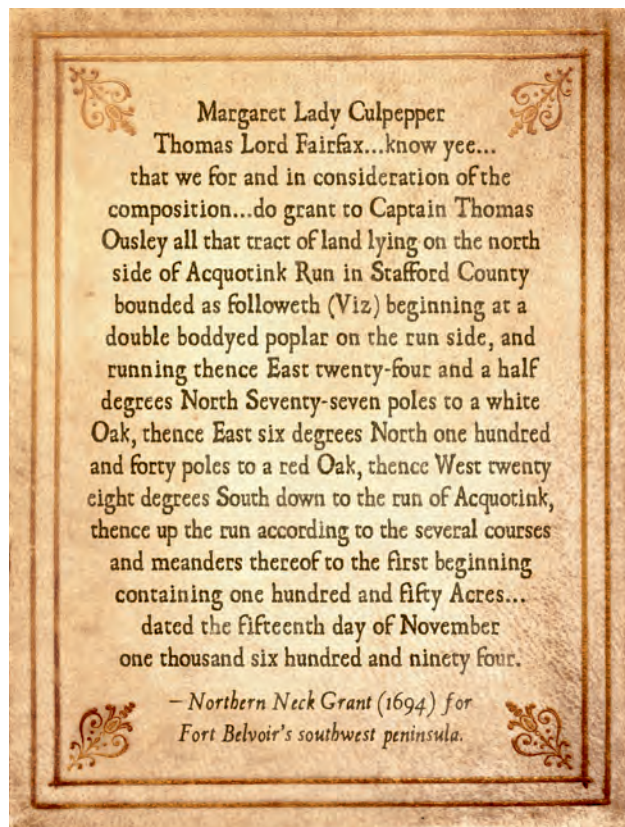 Margaret Lady Culpepper
Thomas Lord Fairfax...know yee...
that we for and in consideration of the
composition...do grant to Captain Thomas
Ousley all that tract of land lying on the north
side of Acquotink Run in Stafford County
bounded as followeth (Viz) beginning at a
double boddyed poplar on the run side, and
running thence East twenty-four and a half
degrees North Seventy-seven poles to a white
Oak, thence East six degrees North one hundred
and forty poles to a red Oak, thence West twenty
eight degrees South down to the run of Acquotink,
thence up the run according to the several courses
and meanders thereof to the first beginning
containing one hundred and fifty Acres...
dated the fifteenth day of November
one thousand six hundred and ninety four.
– Northern Neck Grant (1694) for
Fort Belvoir's southwest peninsula.